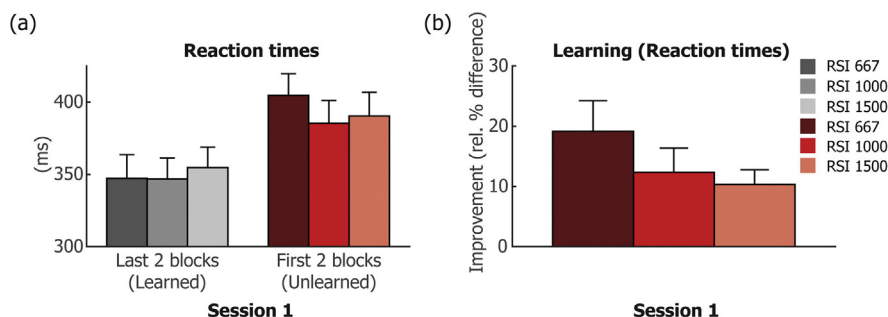 (a)
Reaction times
400
350
300
(ms)
Last 2 blocks
(Learned)
First 2 blocks
(Unlearned)
Session 1
(b)
Learning (Reaction times)
30
20
10
0
Improvement (rel. % difference)
Session 1
RSI 667
RSI 1000
RSI 1500
RSI 667
RSI 1000
RSI 1500